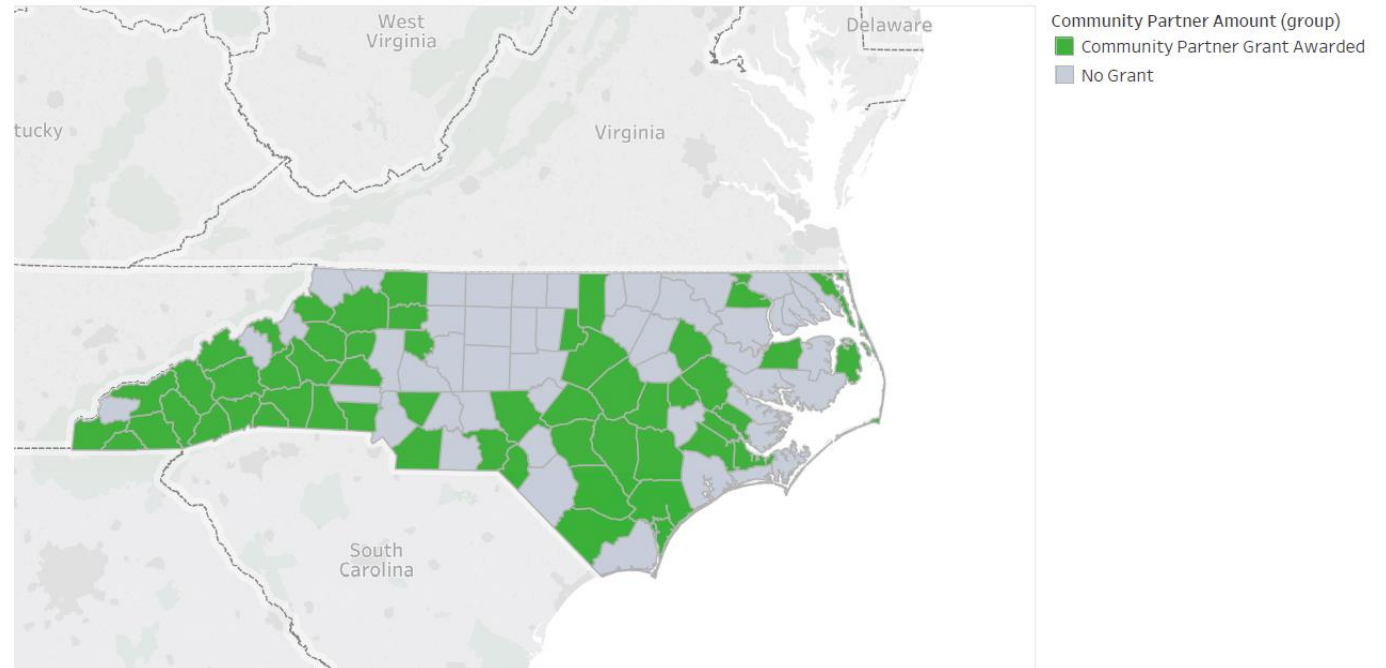 West
Virginia
Delaware
tucky
Virginia
South
Carolina
Community Partner Amount (group)
Community Partner Grant Awarded
No Grant